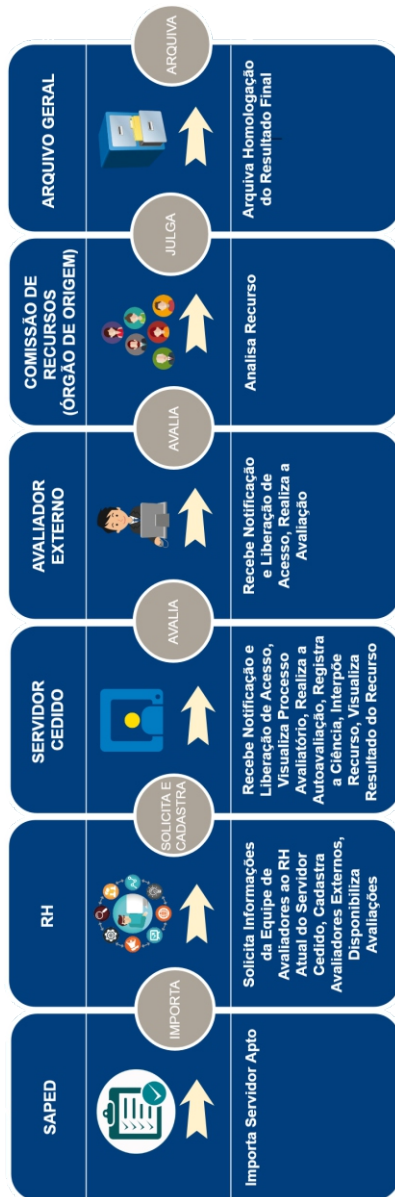 SAPED
Importa Servidor Apto
IMPORTA
RH
Solicita Informações
da Equipe de
Avaliadores ao RH
Atual do Servidor
Cedido, Cadastra
Avaliadores Externos,
Disponibiliza
Avaliações
SOLICITA E
CADASTRA
SERVIDOR
CEDIDO
Recebe Notificação e
Liberação de Acesso,
Visualiza Processo
Avaliatório, Realiza a
Autoavaliação, Registra
a Ciência, Interpõe
Recurso, Visualiza
Resultado do Recurso
AVALIA
AVALIADOR
EXTERNO
Recebe Notificação
e Liberação de
Acesso, Realiza a
Avaliação
AVALIA
COMISSÃO DE
RECURSOS
(ÓRGÃO DE ORIGEM)
Analisa Recurso
JULGA
ARQUIVO GERAL
Arquiva Homologação
do Resultado Final
ARQUIVA